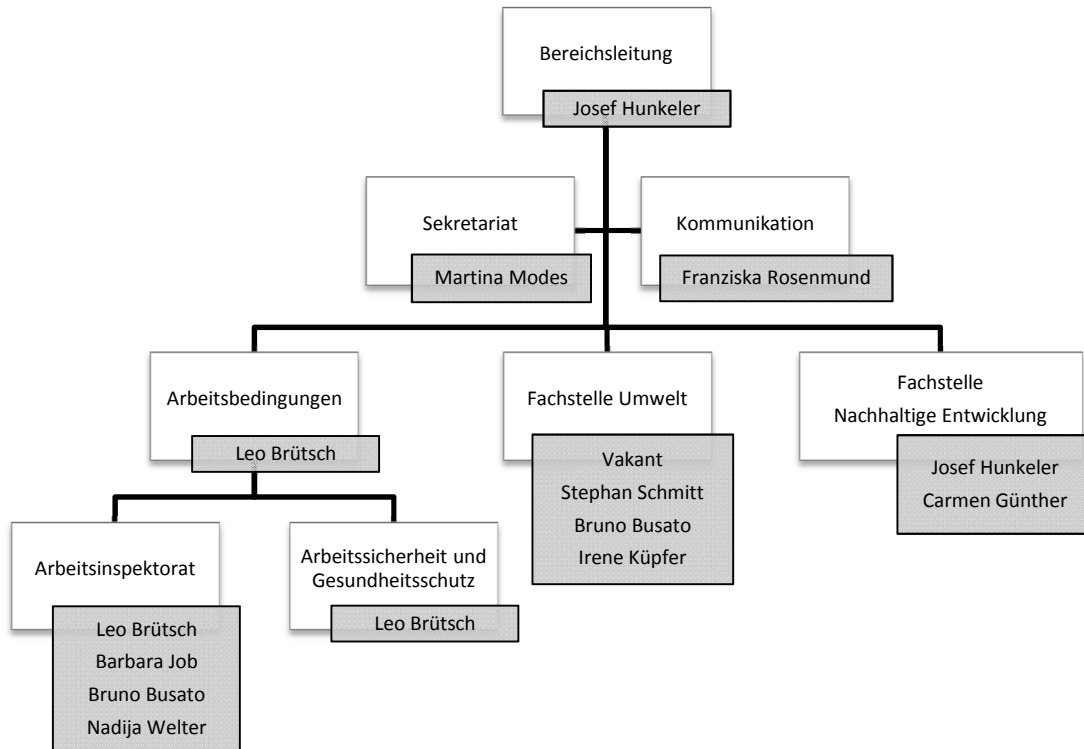 Bereichsleitung
Josef Hunkeler
Sekretariat
Martina Modes
Kommunikation
Franziska Rosenmund
Arbeitsbedingungen
Leo Brütsch
Fachstelle Umwelt
Vakant
Stephan Schmitt
Bruno Busato
Irene Küpfer
Fachstelle
Nachhaltige Entwicklung
Josef Hunkeler
Carmen Günther
Arbeitsinspektorat
Leo Brütsch
Barbara Job
Bruno Busato
Nadija Welter
Arbeitssicherheit und
Gesundheitsschutz
Leo Brütsch